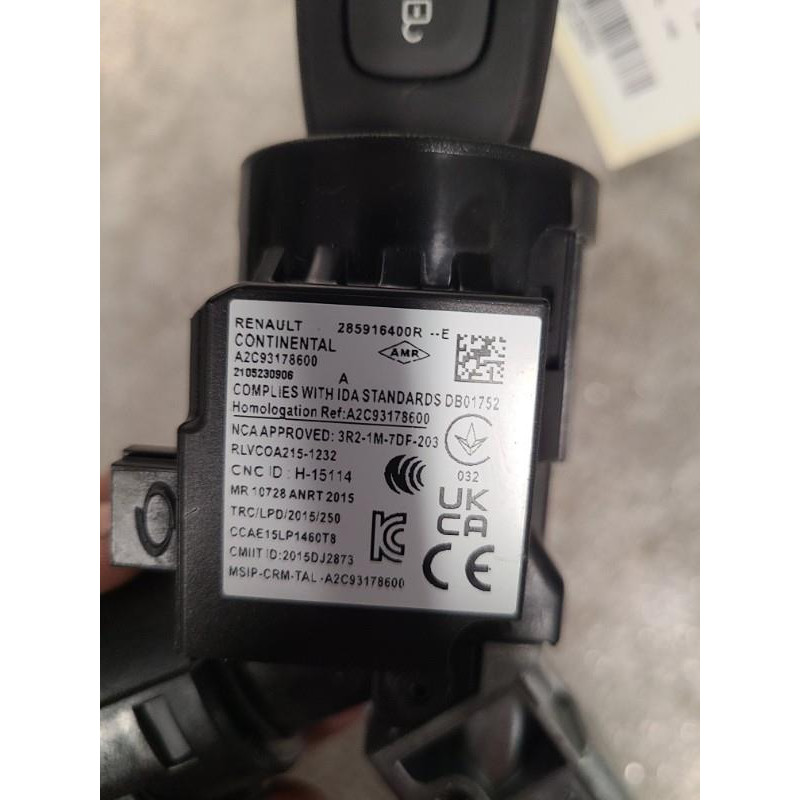 RENAULT 285916400R --E
CONTINENTAL
AMR
A2C93178600
2105230906 A
COMPLIES WITH IDA STANDARDS DB01752
Homologation Ref:A2C93178600
NCA APPROVED: 3R2-1M-7DF-203
RLVCOA215-1232
032
CNC ID : H-15114
MR 10728 ANRT 2015
UK
CA
TRC/LPD/2015/250
CCAE15LP1460T8
CMIIT ID:2015DJ2873
CE
MSIP-CRM-TAL-A2C93178600